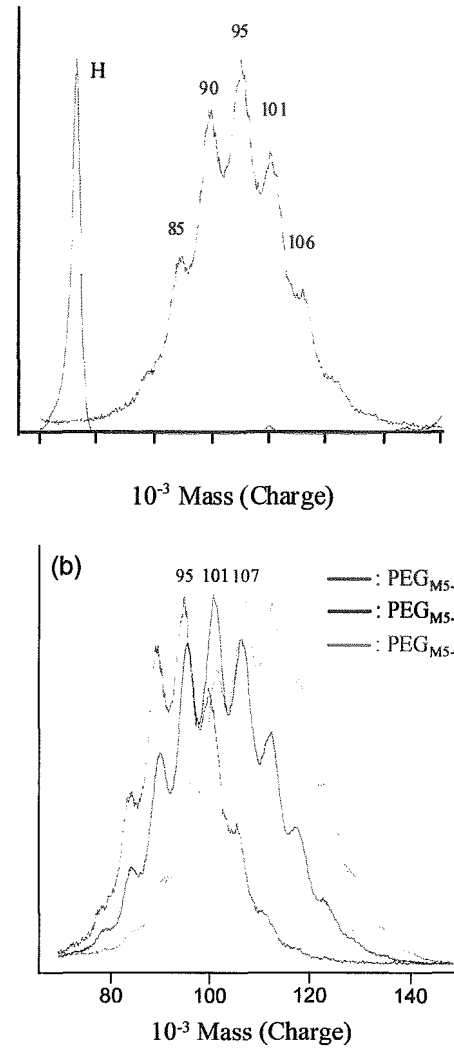 95
H
90
101
85
106
10⁻³ Mass (Charge)
(b)
95 101 107
: PEG_M5-
: PEG_M5-
: PEG_M5-
80 100 120 140
10⁻³ Mass (Charge)